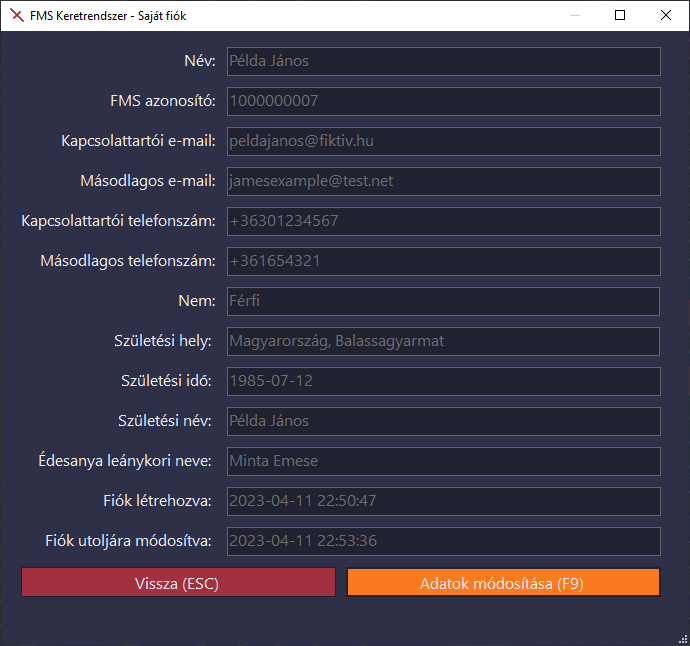 FMS Keretrendszer - Saját fiók
Név: Példa János
FMS azonosító: 1000000007
Kapcsolattartói e-mail: peldajanos@fiktiv.hu
Másodlagos e-mail: jamesexample@test.net
Kapcsolattartói telefonszám: +36301234567
Másodlagos telefonszám: +361654321
Nem: Férfi
Születési hely: Magyarország, Balassagyarmat
Születési idő: 1985-07-12
Születési név: Példa János
Édesanya leánykori neve: Minta Emese
Fiók létrehozva: 2023-04-11 22:50:47
Fiók utoljára módosítva: 2023-04-11 22:53:36
Vissza (ESC) Adatok módosítása (F9)